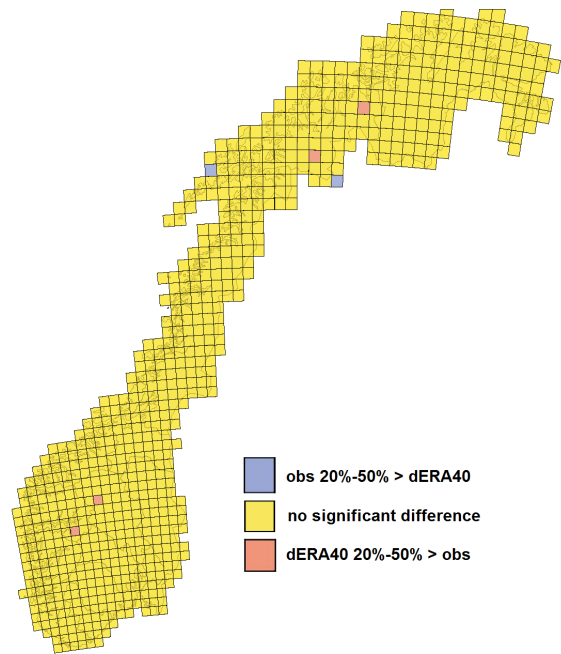 obs 20%-50% > dERA40
no significant difference
dERA40 20%-50% > obs